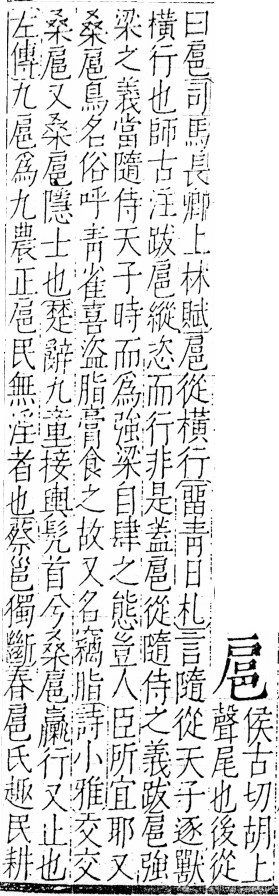 扈
侯古切胡上
聲尾也後從
曰扈司馬長卿上林賦扈從橫行畱青日札言隨從天子逐獸
橫行也師古注跋扈縱恣而行非是盖扈從隨侍之義跋扈強
梁之義當隨侍天子時而為強梁自肆之態豈人臣所宜耶又
桑扈鳥名俗呼青雀喜盜脂膏食之故又名竊脂詩小雅交交
桑扈又桑扈隱士也楚辭九章接輿髠首兮桑扈臝行又止也
左傳九扈為九農正扈民無淫者也蔡邕獨斷春扈氏趣民耕